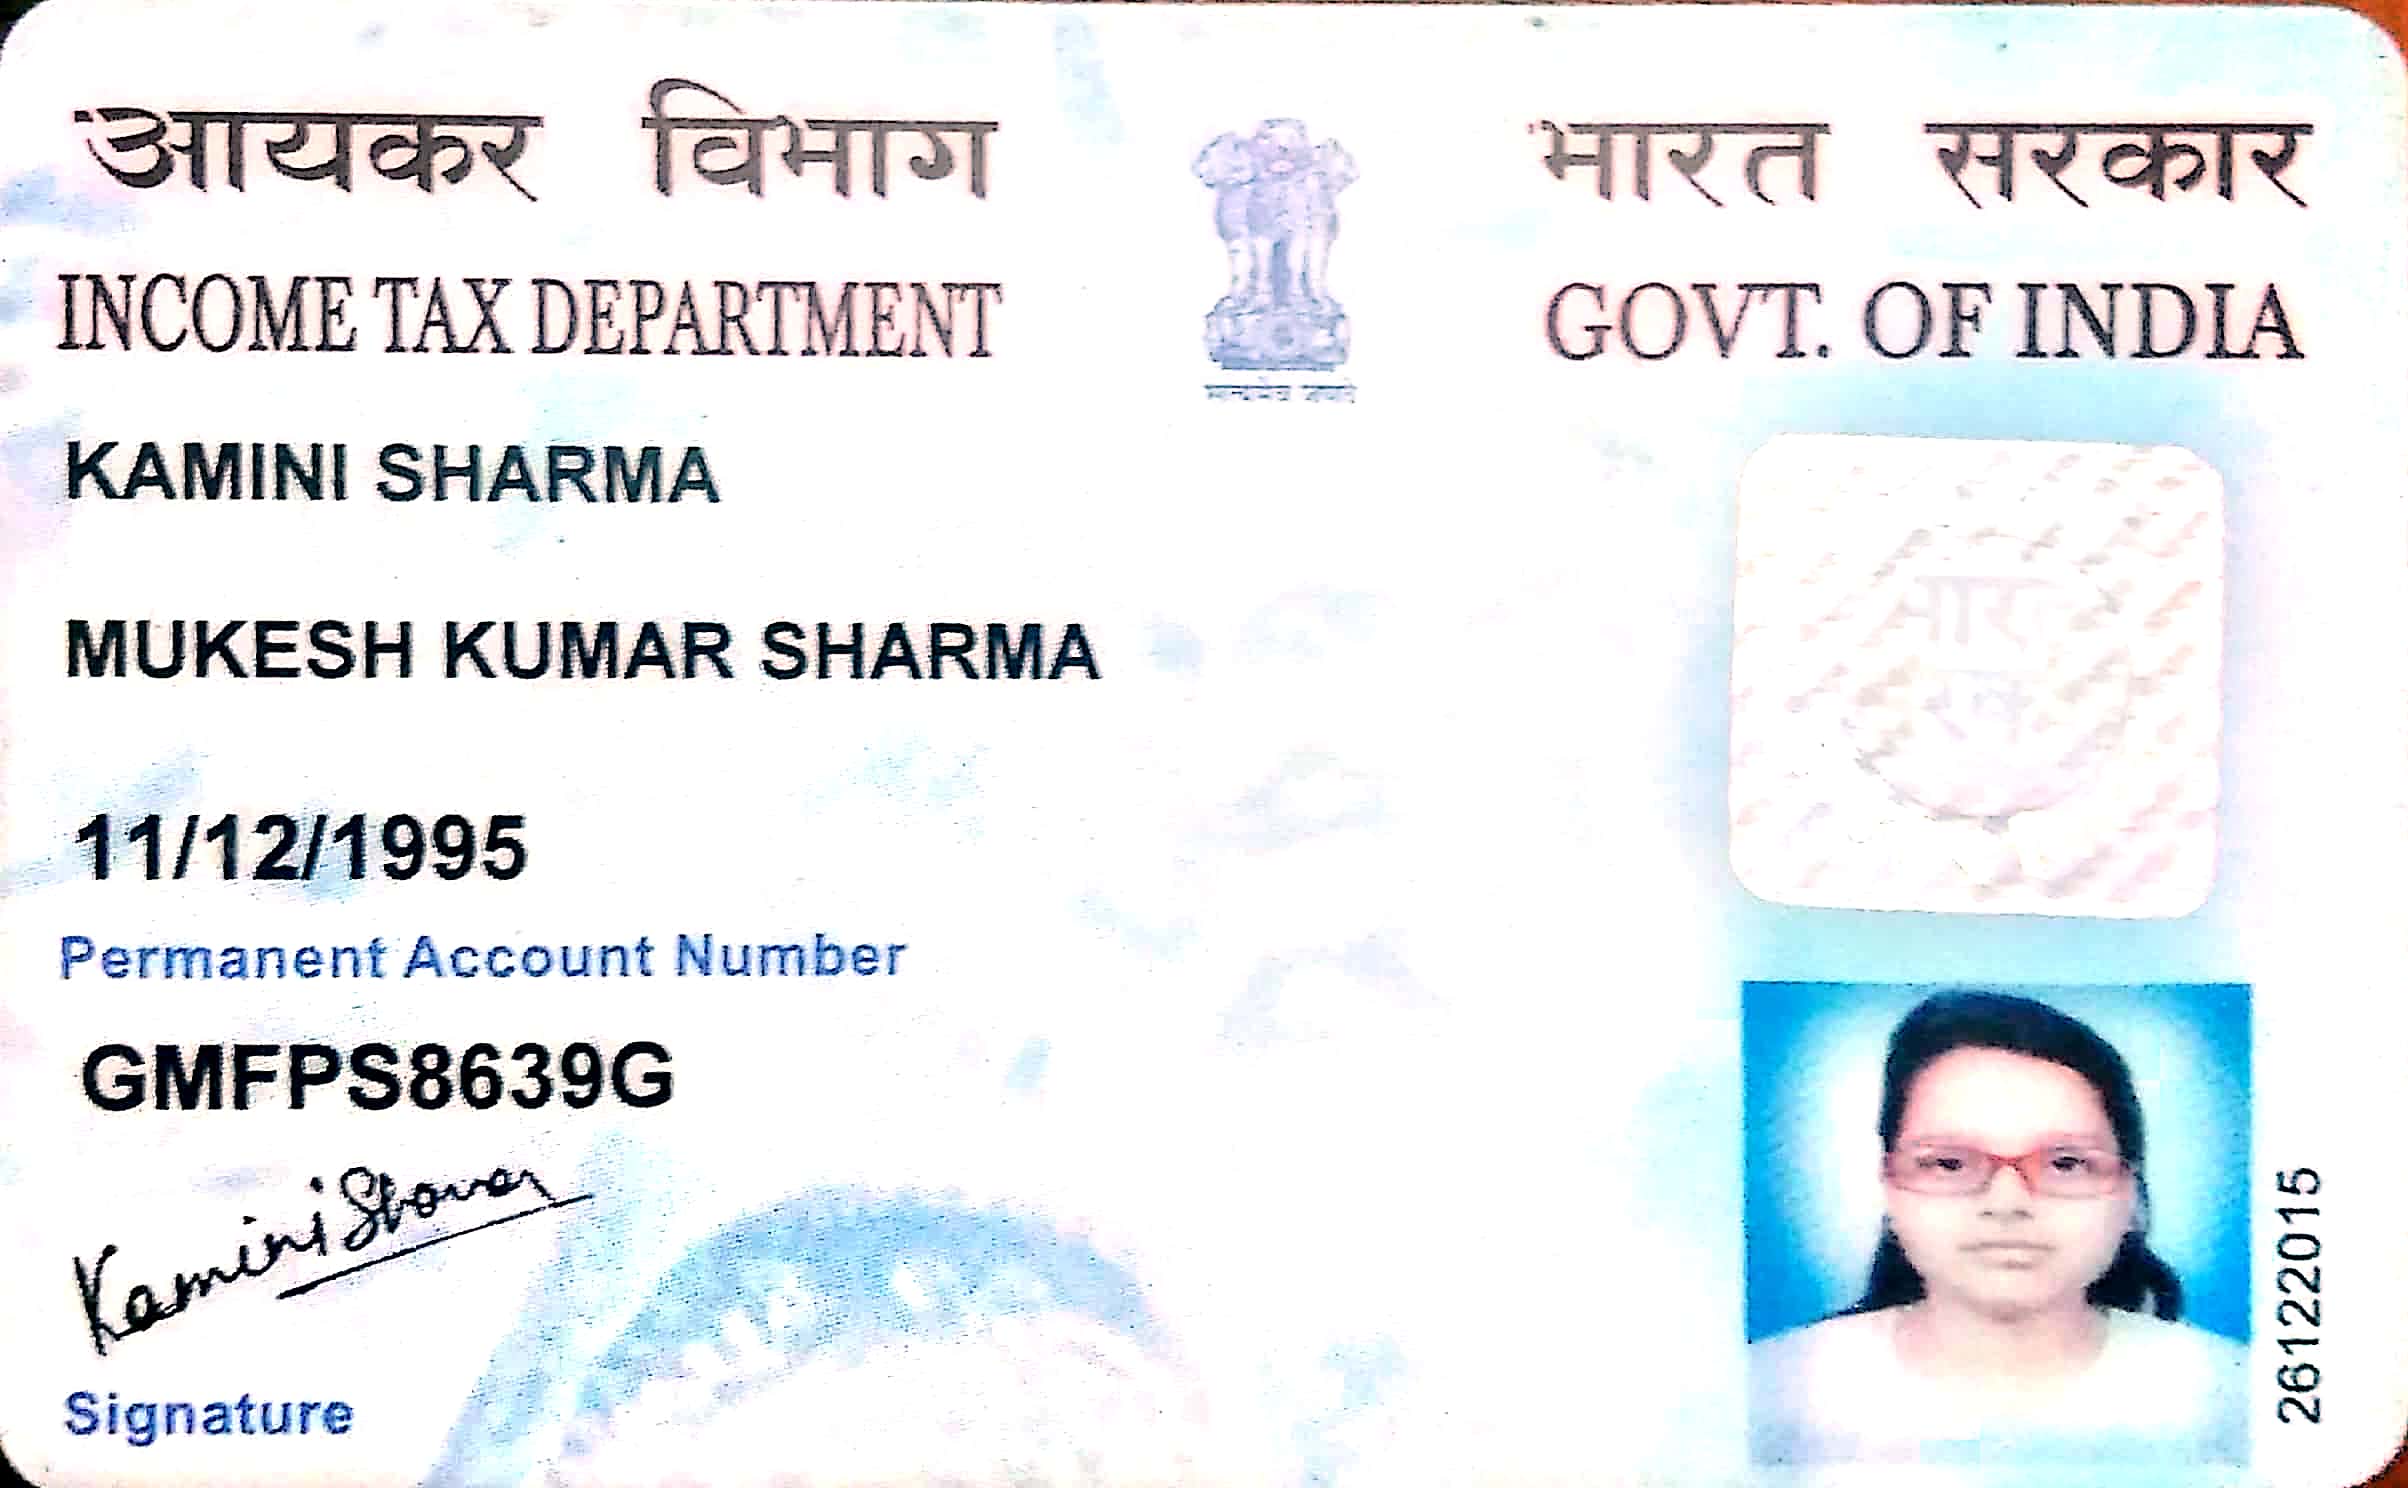 आयकर विभाग
भारत सरकार
INCOME TAX DEPARTMENT
GOVT. OF INDIA
सत्यमेव जयते
KAMINI SHARMA
MUKESH KUMAR SHARMA
11/12/1995
Permanent Account Number
GMFPS8639G
Kamini Sharma
Signature
26122015